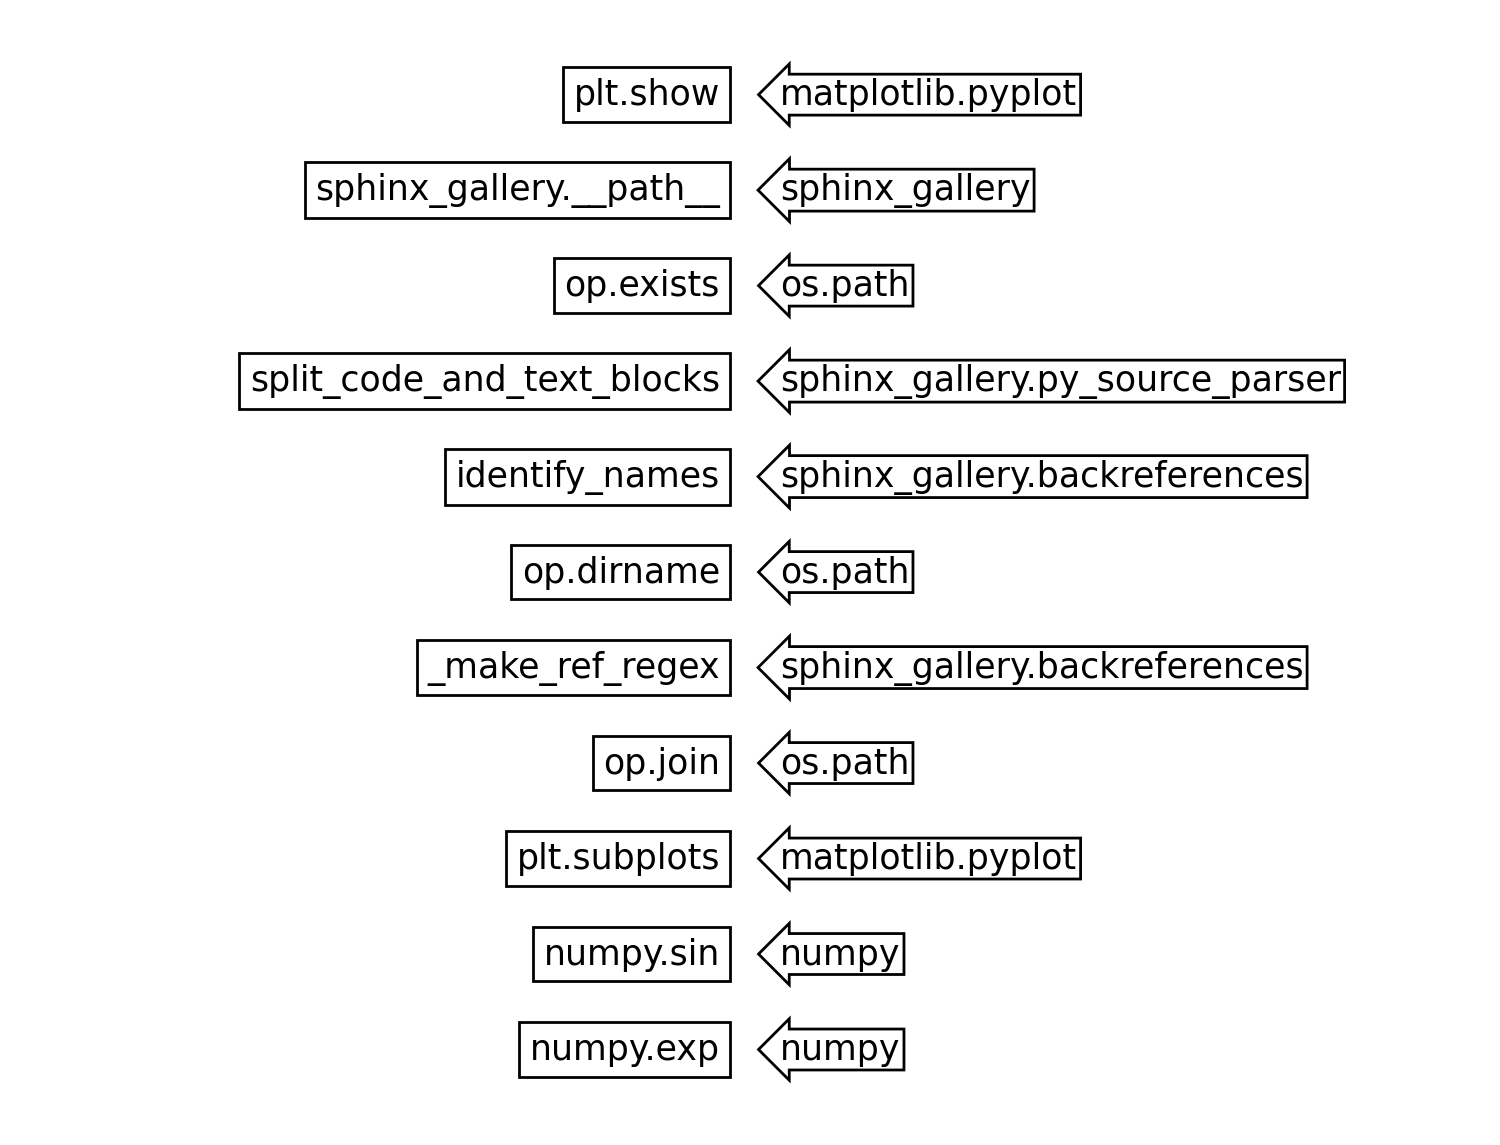 plt.show matplotlib.pyplot
sphinx_gallery.__path__ sphinx_gallery
op.exists os.path
split_code_and_text_blocks sphinx_gallery.py_source_parser
identify_names sphinx_gallery.backreferences
op.dirname os.path
_make_ref_regex sphinx_gallery.backreferences
op.join os.path
plt.subplots matplotlib.pyplot
numpy.sin numpy
numpy.exp numpy